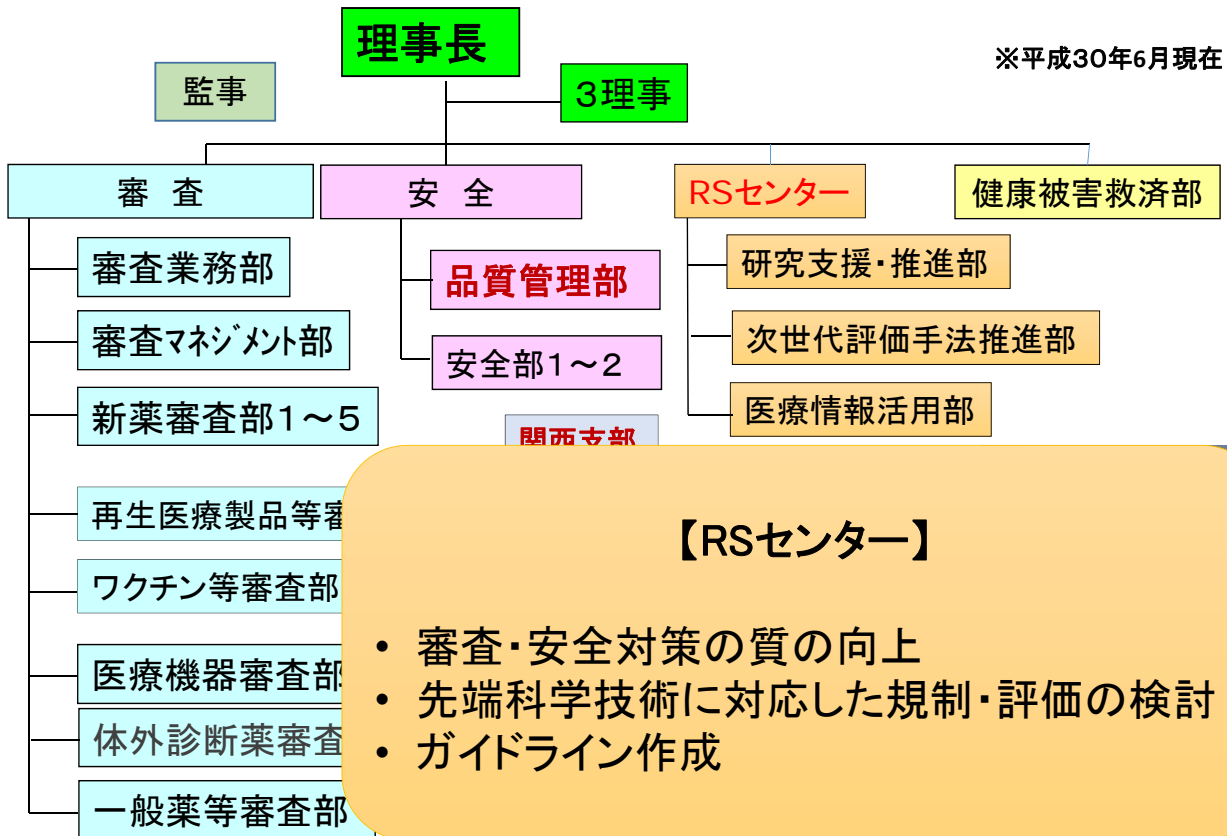 理事長
※平成30年6月現在
監事
3理事
審 査
安 全
RSセンター
健康被害救済部
審査業務部
品質管理部
研究支援・推進部
審査マネジメント部
安全部1～2
次世代評価手法推進部
新薬審査部1～5
医療情報活用部
関西支部
再生医療製品等審
ワクチン等審査部
医療機器審査部
体外診断薬審査
一般薬等審査部
【RSセンター】
• 審査・安全対策の質の向上
• 先端科学技術に対応した規制・評価の検討
• ガイドライン作成